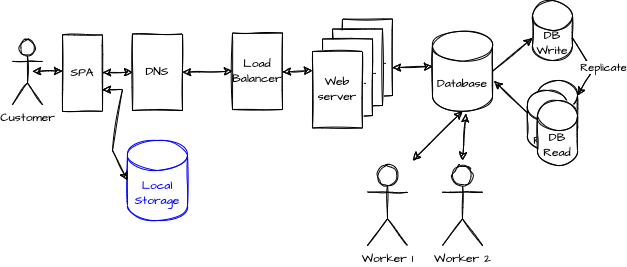 Customer
SPA
DNS
Load
Balancer
Web
server
Database
DB
Write
Replicate
DB
Read
Local
Storage
Worker 1
Worker 2